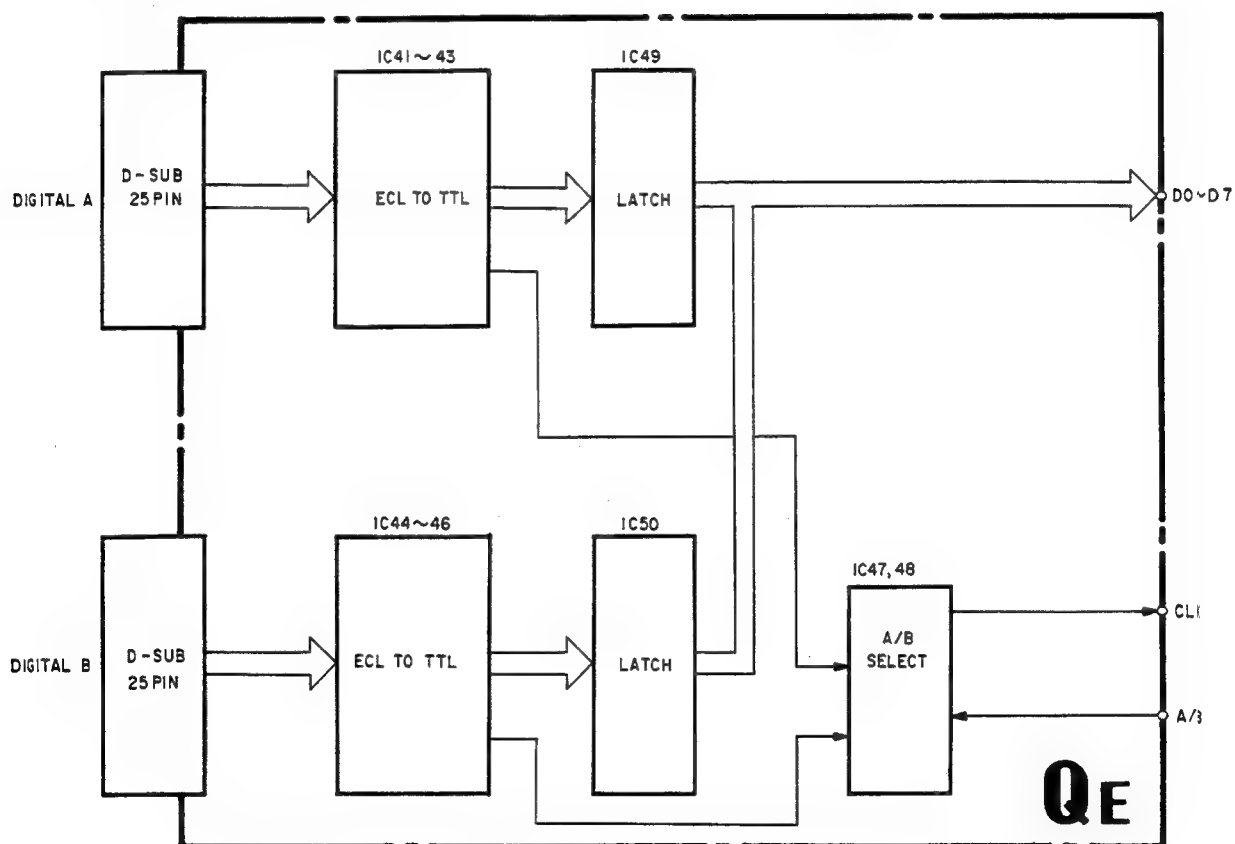 IC41~43
IC49
DIGITAL A
D-SUB
25PIN
ECL TO TTL
LATCH
D0~D7
IC44~46
IC50
IC47,48
DIGITAL B
D-SUB
25PIN
ECL TO TTL
LATCH
A/B
SELECT
QE